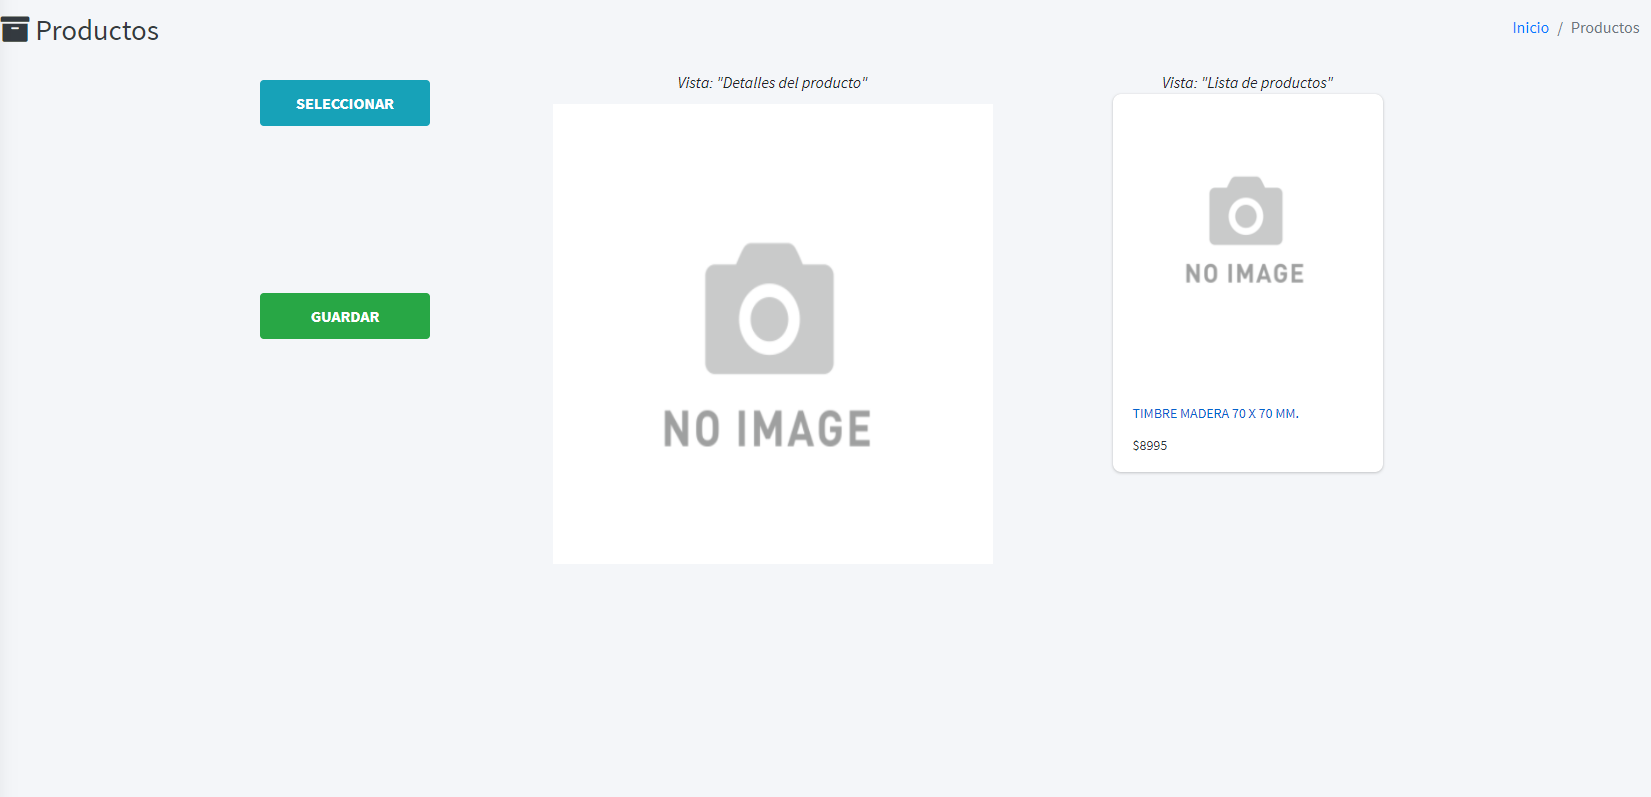 Productos
Inicio / Productos
SELECCIONAR
GUARDAR
Vista: "Detalles del producto"
NO IMAGE
Vista: "Lista de productos"
NO IMAGE
TIMBRE MADERA 70 X 70 MM.
$8995